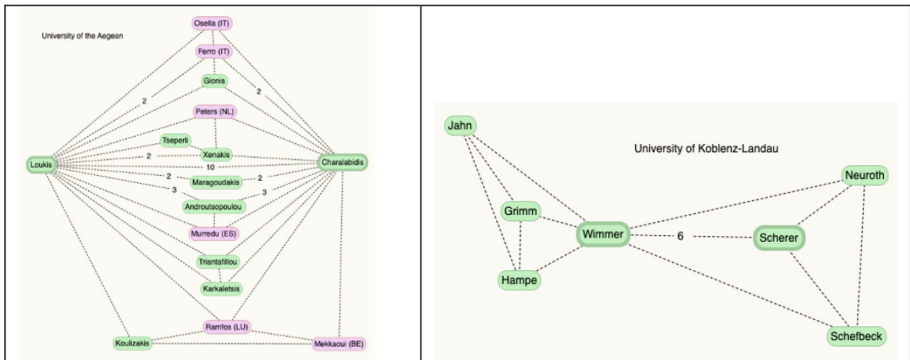 University of the Aegean
Osella (IT)
Ferro (IT)
Gionis
2
2
Peters (NL)
Tseperli
2
Xenakis
Loukis
10
Charalabidis
2
Maragoudakis
2
3
3
Androutsopoulou
Murredu (ES)
Triantafillou
Karkaletsis
Ramfos (LU)
Koulizakis
Mekkaoui (BE)
University of Koblenz-Landau
Jahn
Neuroth
Grimm
Wimmer
6
Scherer
Hampe
Schefbeck